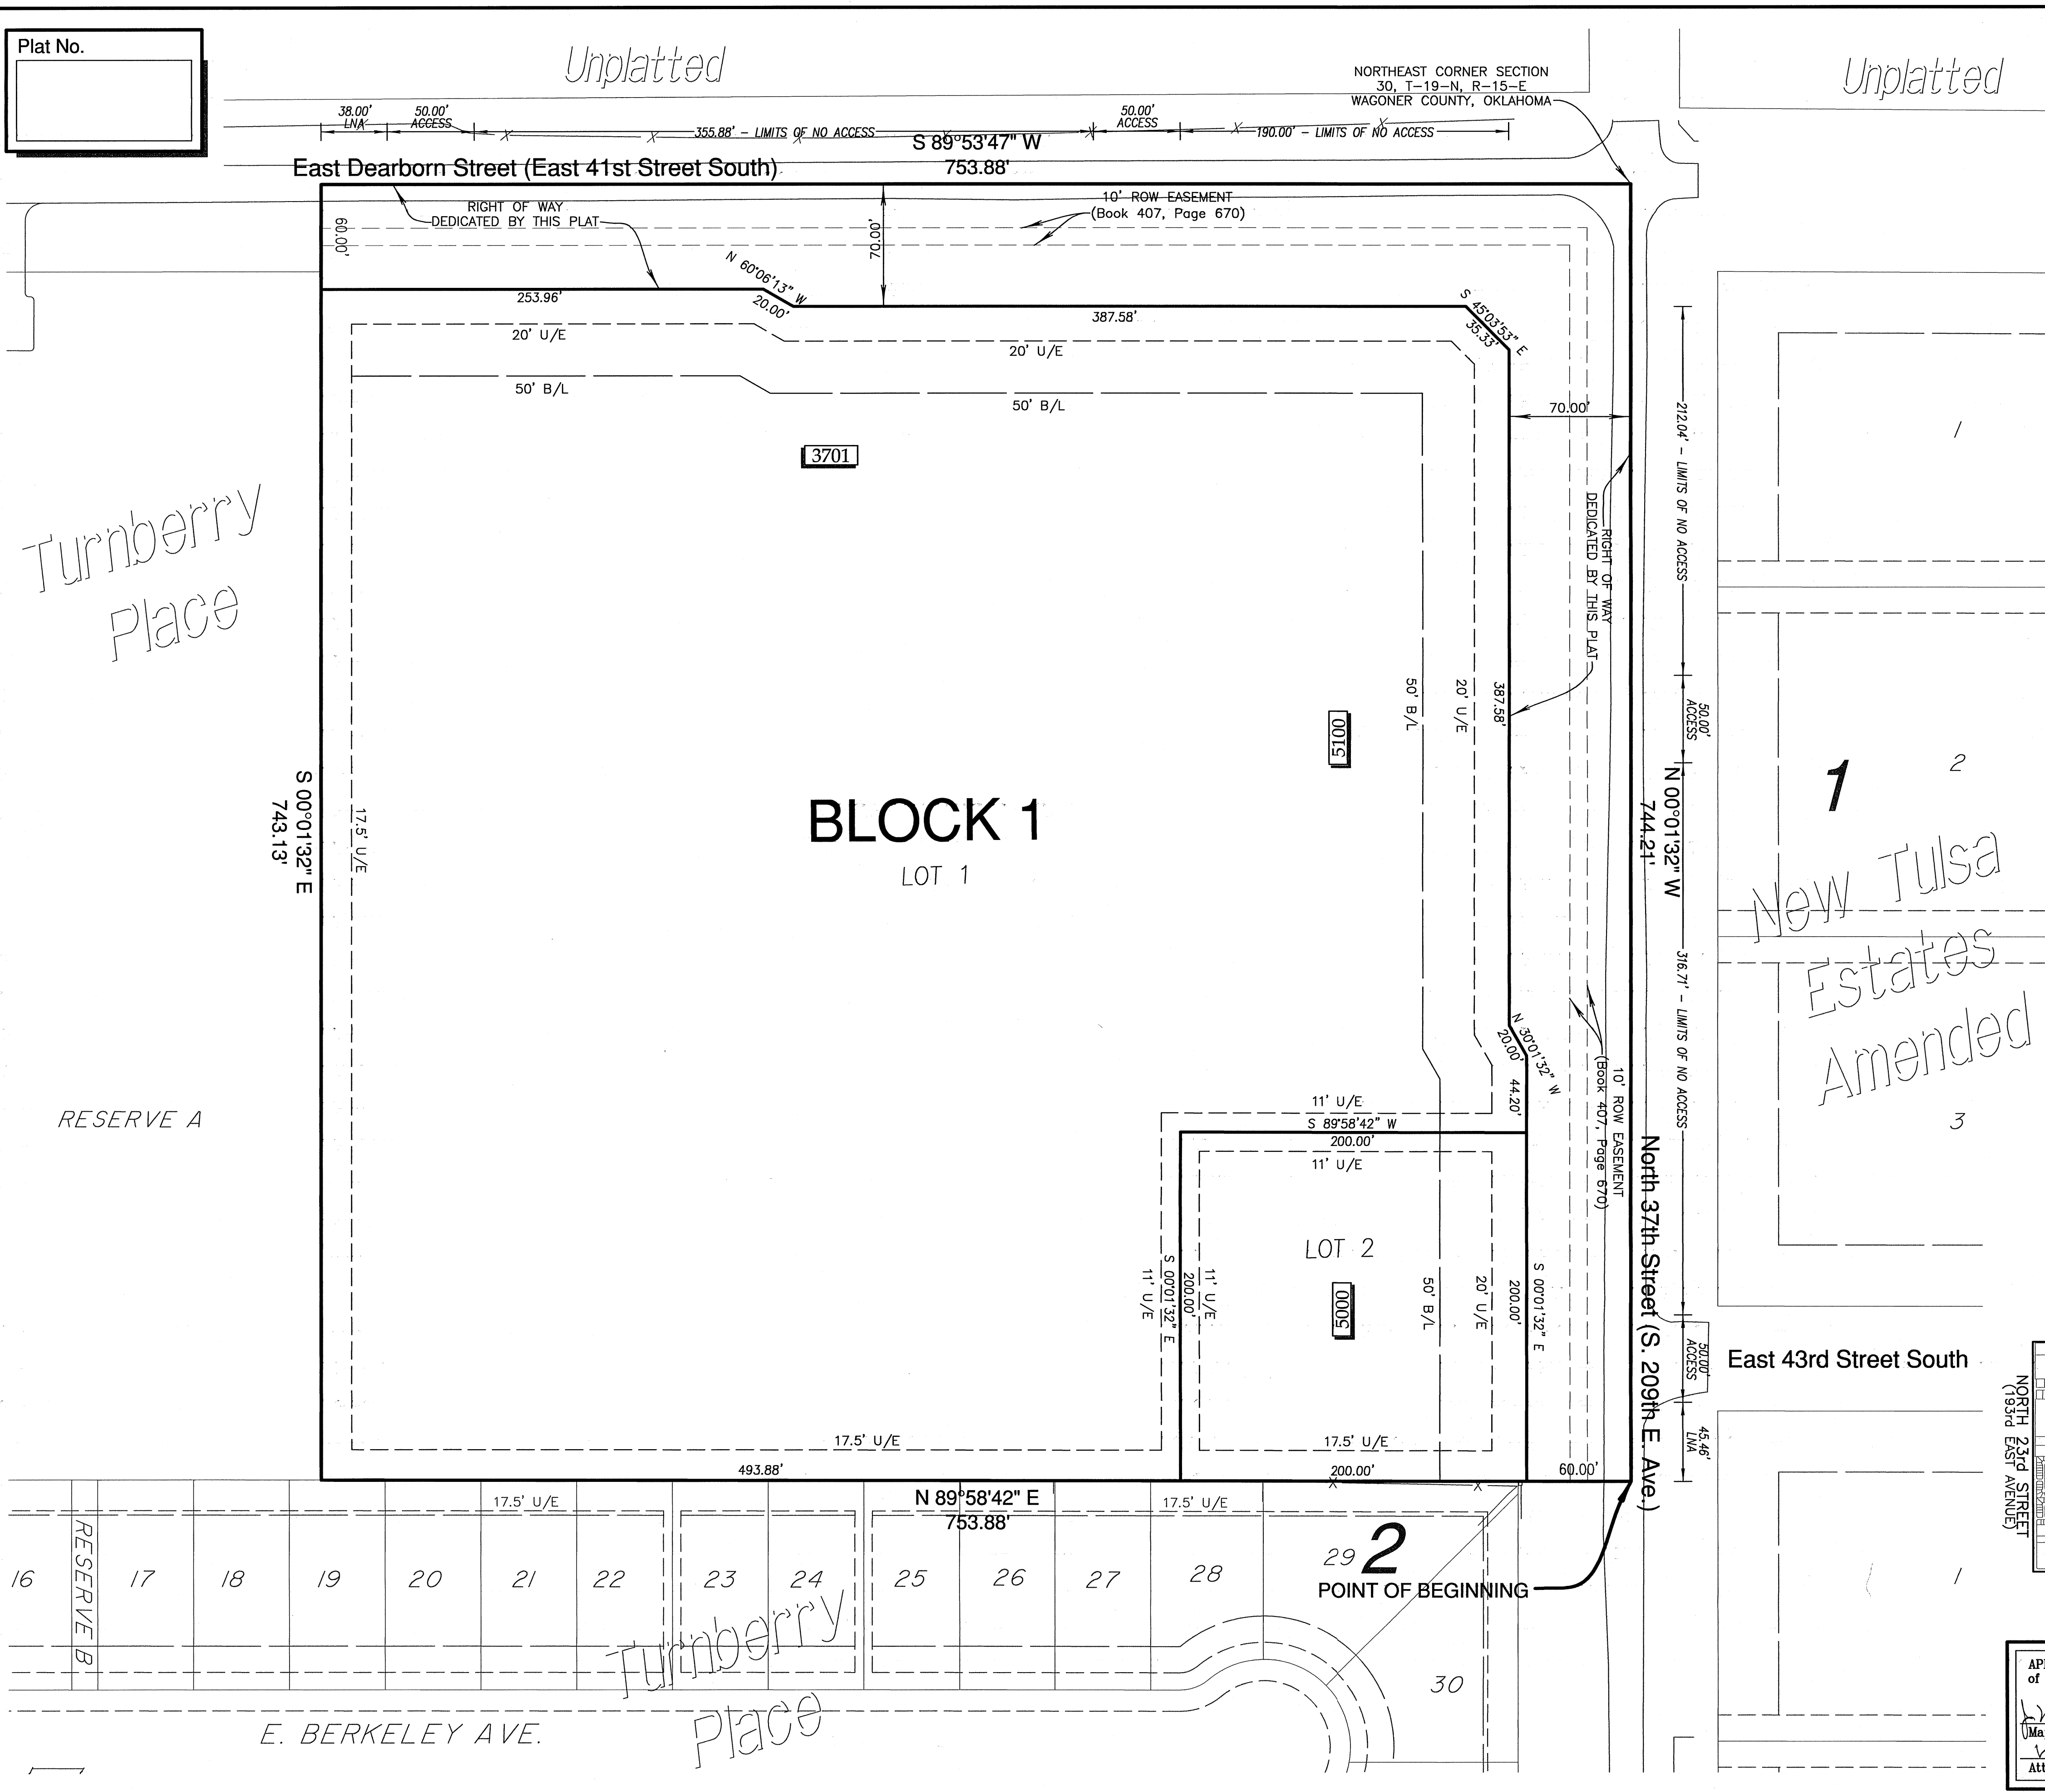 Plat No.
Unplatted
Unplatted
NORTHEAST CORNER SECTION
30, T-19-N, R-15-E
WAGONER COUNTY, OKLAHOMA
38.00'
LNA
50.00'
ACCESS
355.88' - LIMITS OF NO ACCESS
50.00'
ACCESS
190.00' - LIMITS OF NO ACCESS
S 89°53'47" W
753.88'
East Dearborn Street (East 41st Street South)
RIGHT OF WAY
DEDICATED BY THIS PLAT
10' ROW EASEMENT
(Book 407, Page 670)
60.00'
70.00'
N 60°06'13" W
20.00'
253.96'
387.58'
S 45°03'53" E
35.33'
20' U/E
20' U/E
50' B/L
50' B/L
70.00'
212.04' - LIMITS OF NO ACCESS
3701
RIGHT OF WAY
DEDICATED BY THIS PLAT
Turnberry
Place
1
50' B/L
20' U/E
387.58'
5100
50.00'
ACCESS
N 00°01'32" W
744.21'
1
2
S 00°01'32" E
743.13'
17.5' U/E
BLOCK 1
LOT 1
New Tulsa
Estates
Amended
316.71' - LIMITS OF NO ACCESS
N 30°01'32" W
20.00'
44.20'
10' ROW EASEMENT
(Book 407, Page 670)
RESERVE A
3
11' U/E
S 89°58'42" W
200.00'
11' U/E
North 37th Street (S. 209th E. Ave.)
LOT 2
11' U/E
S 00°01'32" E
200.00'
11' U/E
5000
50' B/L
20' U/E
200.00'
S 00°01'32" E
50.00'
ACCESS
East 43rd Street South
NORTH 23rd STREET
(193rd EAST AVENUE)
45.46'
LNA
17.5' U/E
17.5' U/E
493.88'
200.00'
60.00'
N 89°58'42" E
753.88'
17.5' U/E
17.5' U/E
2
POINT OF BEGINNING
16
RESERVE B
17
18
19
20
21
22
23
24
25
26
27
28
29
1
30
Turnberry
Place
E. BERKELEY AVE.
of